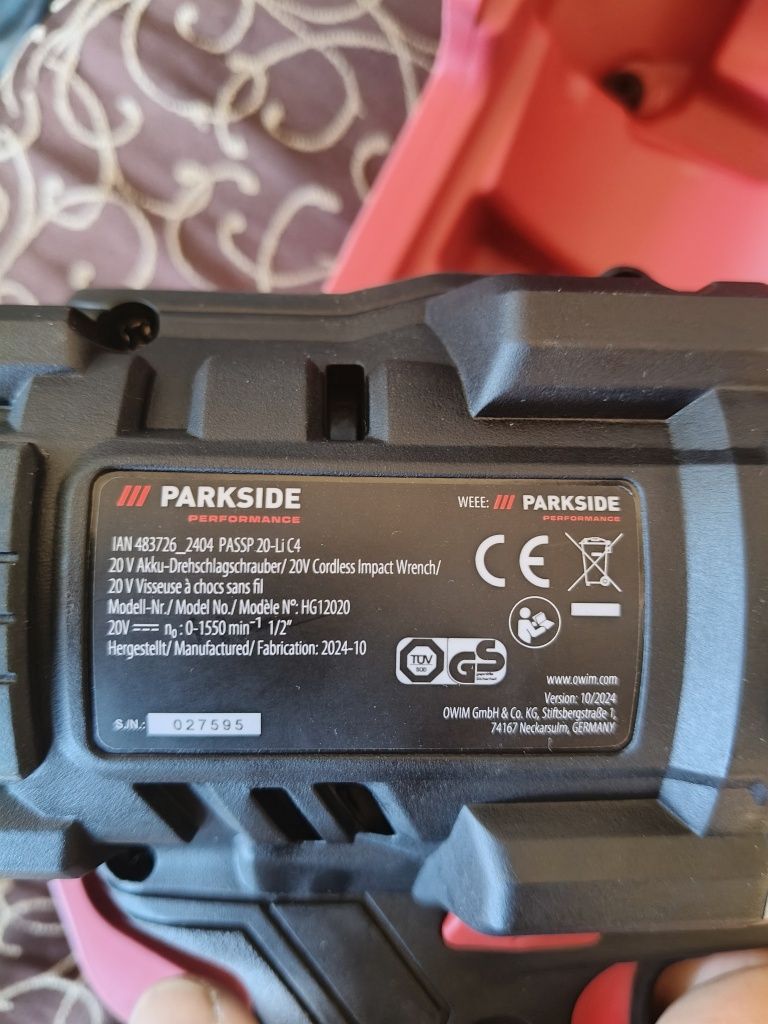 PARKSIDE
PERFORMANCE
WEEE: PARKSIDE
PERFORMANCE
IAN 483726_2404 PASSP 20-Li C4
20 V Akku-Drehschlagschrauber/ 20V Cordless Impact Wrench/
20 V Visseuse à chocs sans fil
Modell-Nr./ Model No./ Modèle N°: HG12020
20V n₀: 0-1550 min⁻¹ 1/2”
Hergestellt/ Manufactured/ Fabrication: 2024-10
CE
TÜV
SÜD
GS
www.owim.com
Version: 10/2024
OWIM GmbH & Co. KG, Stiftsbergstraße 1,
74167 Neckarsulm, GERMANY
S./N.: 027595